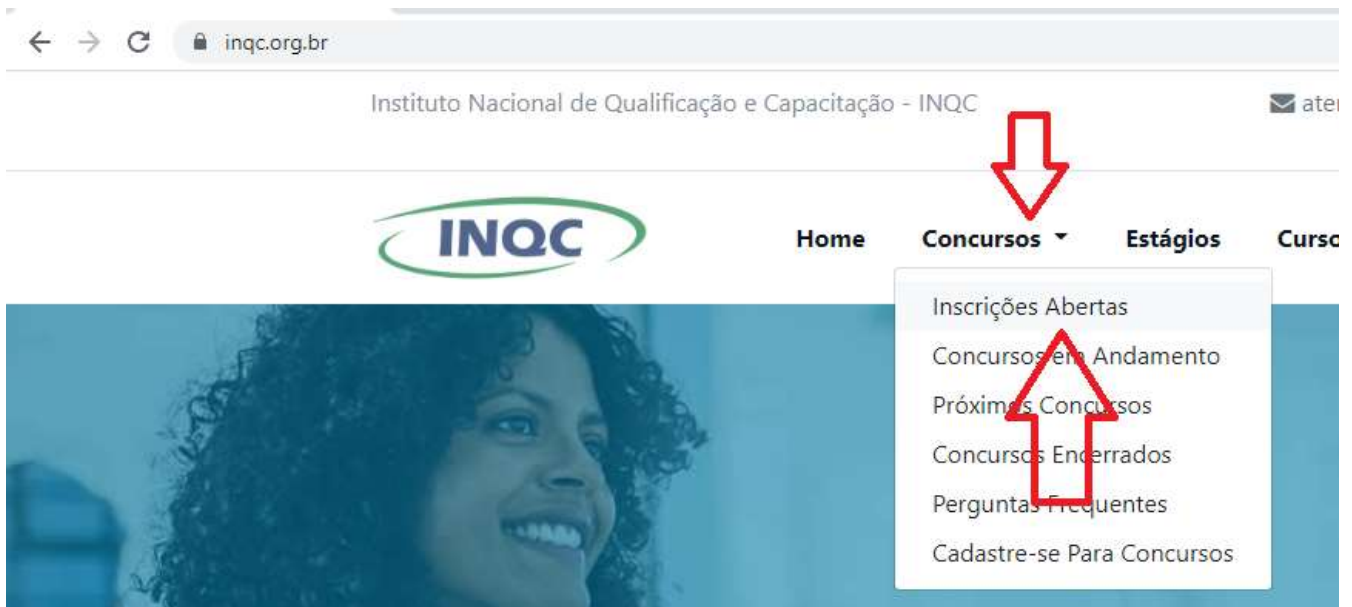 inqc.org.br
Instituto Nacional de Qualificação e Capacitação - INQC
INQC
Home Concursos Estágios
Inscrições Abertas
Concursos em Andamento
Próximos Concursos
Concursos Encerrados
Perguntas Frequentes
Cadastre-se Para Concursos